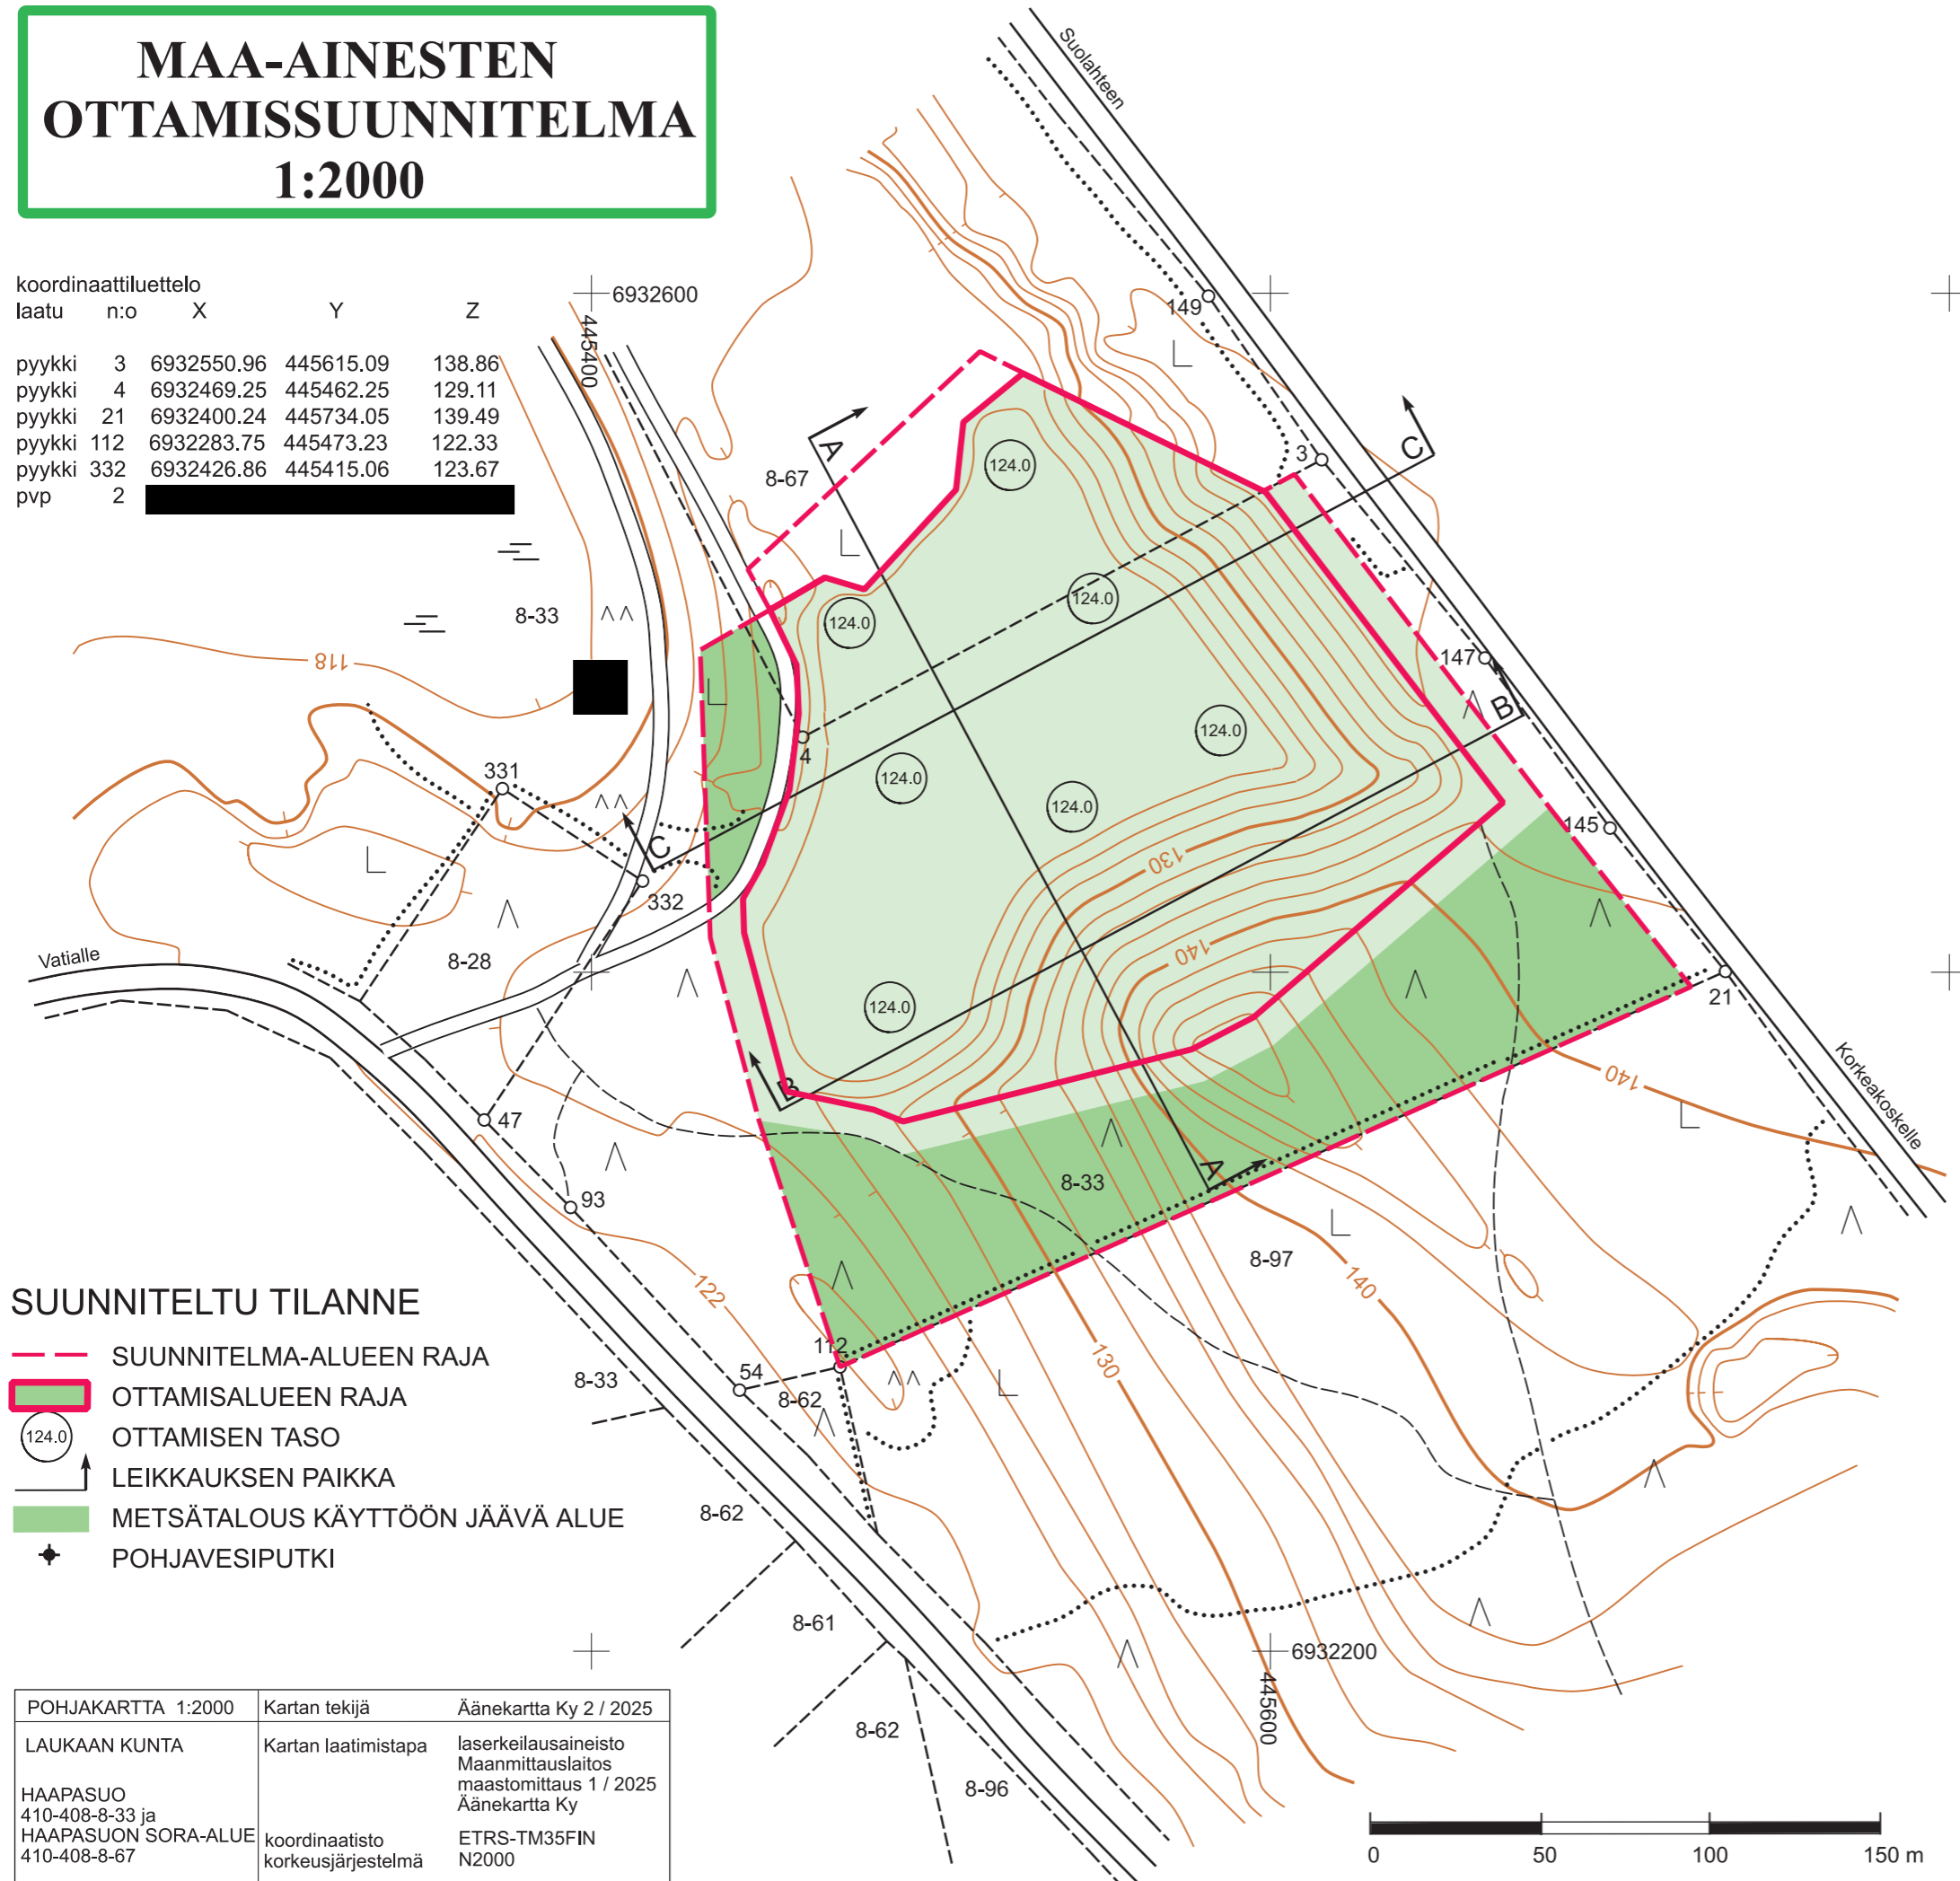 MAA-AINESTEN
OTTAMISSUUNNITELMA
1:2000
koordinaattiluettelo
laatu n:o X Y Z
pyykki 3 6932550.96 445615.09 138.86
pyykki 4 6932469.25 445462.25 129.11
pyykki 21 6932400.24 445734.05 139.49
pyykki 112 6932283.75 445473.23 122.33
pyykki 332 6932426.86 445415.06 123.67
pvp 2
6932600
445400
Suolahteen
149
3
C
A
8-67
124.0
124.0
124.0
8-33
118
147
B
4
124.0
124.0
124.0
331
C
145
130
332
Vatialle
8-28
140
21
124.0
B
Korkeakoskelle
140
47
A
8-33
93
8-97
122
140
112
130
54
8-62
8-33
8-62
8-61
6932200
445600
8-62
8-96
SUUNNITELTU TILANNE
SUUNNITELMA-ALUEEN RAJA
OTTAMISALUEEN RAJA
124.0 OTTAMISEN TASO
LEIKKAUKSEN PAIKKA
METSÄTALOUS KÄYTTÖÖN JÄÄVÄ ALUE
POHJAVESIPUTKI
POHJAKARTTA 1:2000 Kartan tekijä Äänekartta Ky 2 / 2025
LAUKAAN KUNTA Kartan laatimistapa laserkeilausaineisto
Maanmittauslaitos
maastomittaus 1 / 2025
Äänekartta Ky
HAAPASUO
410-408-8-33 ja
HAAPASUON SORA-ALUE
410-408-8-67
koordinaatisto ETRS-TM35FIN
korkeusjärjestelmä N2000
0 50 100 150 m